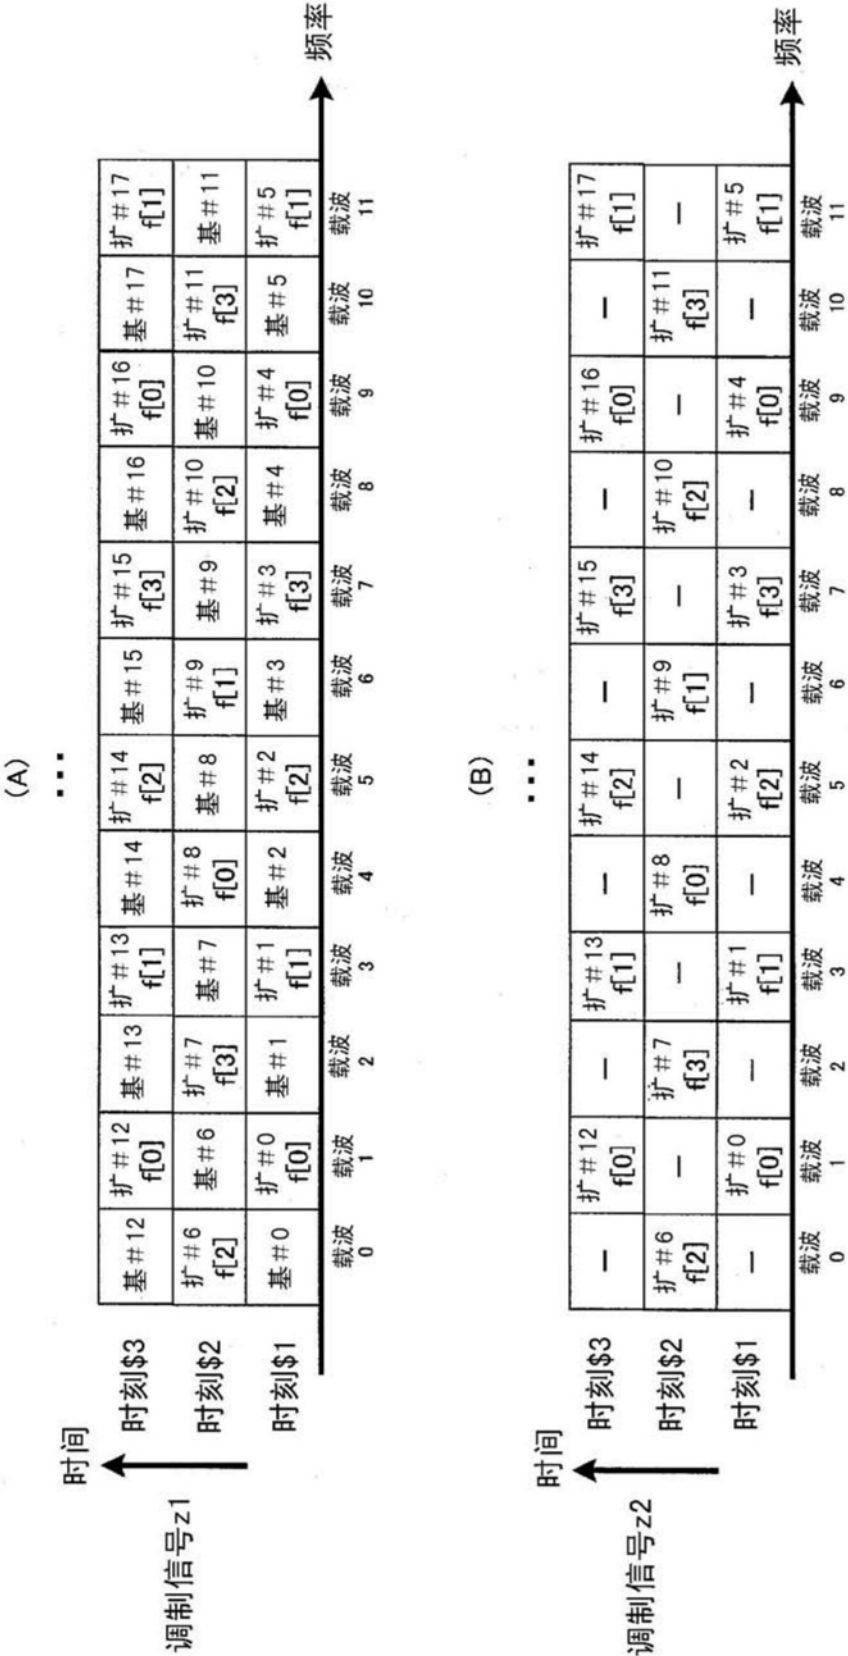 (A)
...
时间
调制信号z1
时刻$3 基#12 扩#12 基#13 扩#13 基#14 扩#14 基#15 扩#15 基#16 扩#16 基#17 扩#17
f[0] f[1] f[2] f[3] f[0] f[1]
时刻$2 扩#6 基#6 扩#7 基#7 扩#8 基#8 扩#9 基#9 扩#10 基#10 扩#11 基#11
f[2] f[3] f[0] f[1] f[2] f[3]
时刻$1 基#0 扩#0 基#1 扩#1 基#2 扩#2 基#3 扩#3 基#4 扩#4 基#5 扩#5
f[0] f[1] f[2] f[3] f[0] f[1]
频率
载波 载波 载波 载波 载波 载波 载波 载波 载波 载波 载波 载波
0 1 2 3 4 5 6 7 8 9 10 11
(B)
...
时间
调制信号z2
时刻$3 — 扩#12 — 扩#13 — 扩#14 — 扩#15 — 扩#16 — 扩#17
f[0] f[1] f[2] f[3] f[0] f[1]
时刻$2 扩#6 — 扩#7 — 扩#8 — 扩#9 — 扩#10 — 扩#11 —
f[2] f[3] f[0] f[1] f[2] f[3]
时刻$1 — 扩#0 — 扩#1 — 扩#2 — 扩#3 — 扩#4 — 扩#5
f[0] f[1] f[2] f[3] f[0] f[1]
频率
载波 载波 载波 载波 载波 载波 载波 载波 载波 载波 载波 载波
0 1 2 3 4 5 6 7 8 9 10 11